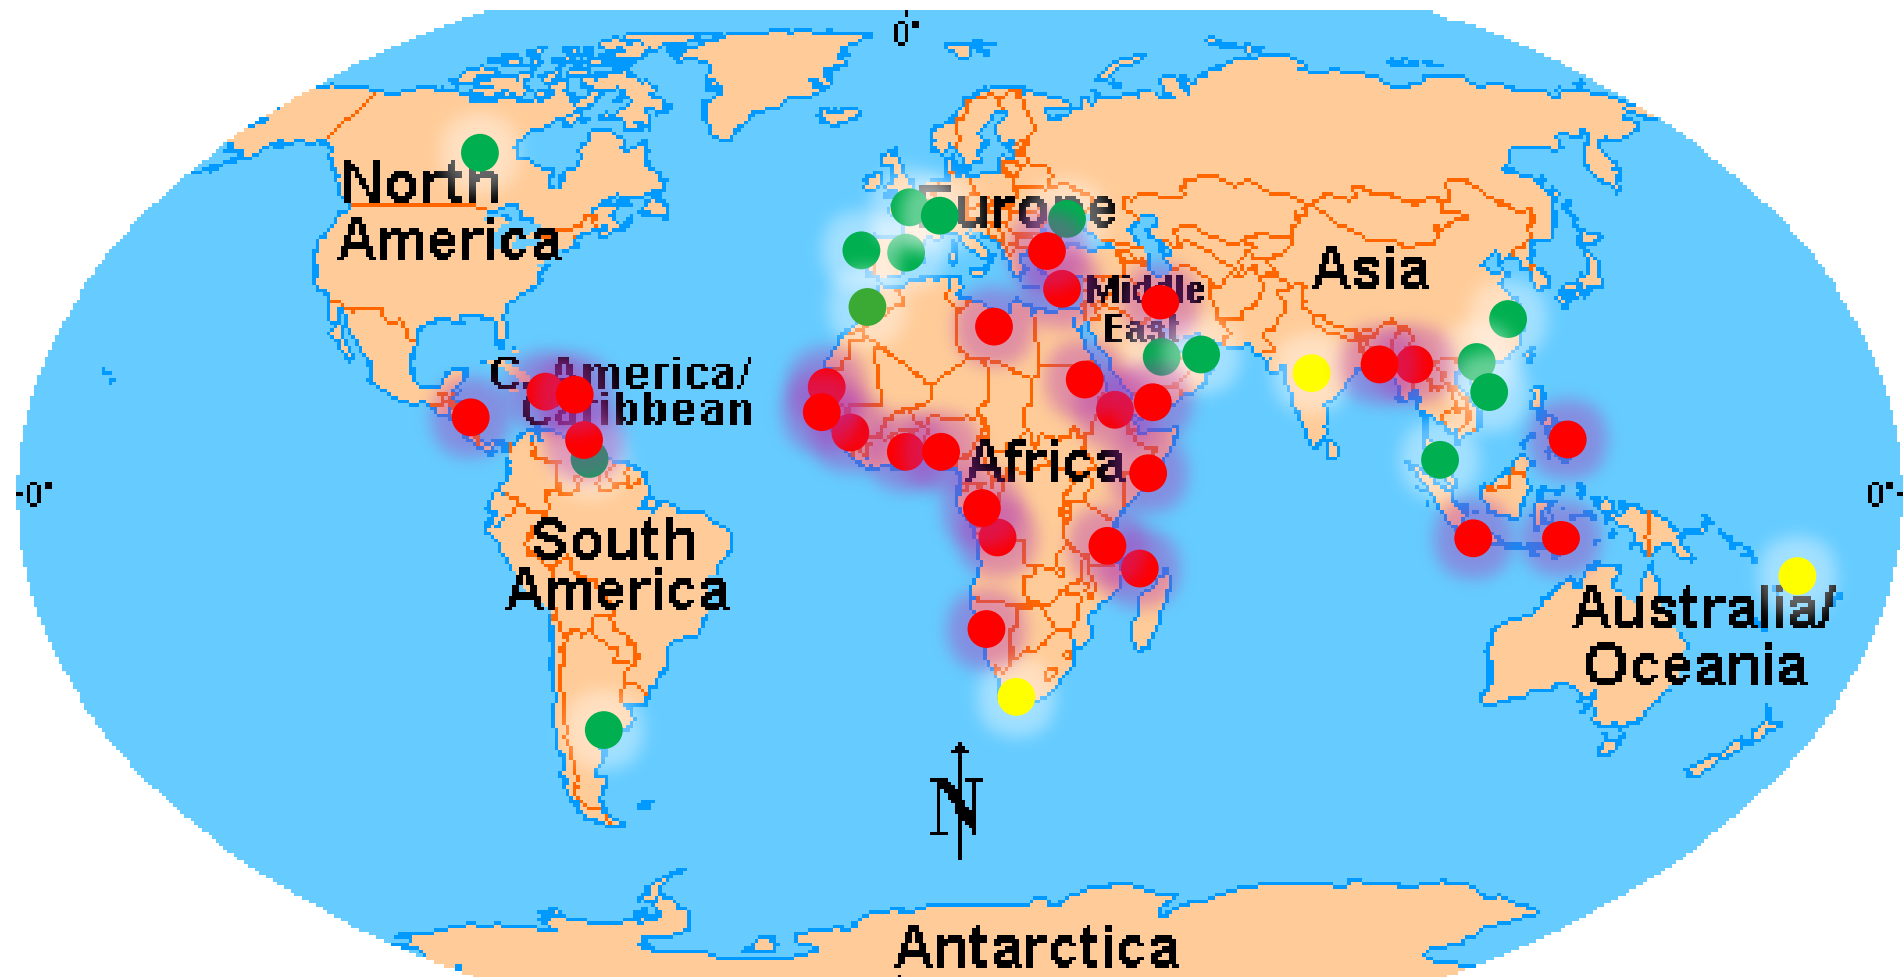 0°
North
America
Europe
Asia
Middle
East
C. America/
Caribbean
Africa
-0°
0°-
South
America
Australia/
Oceania
N
Antarctica